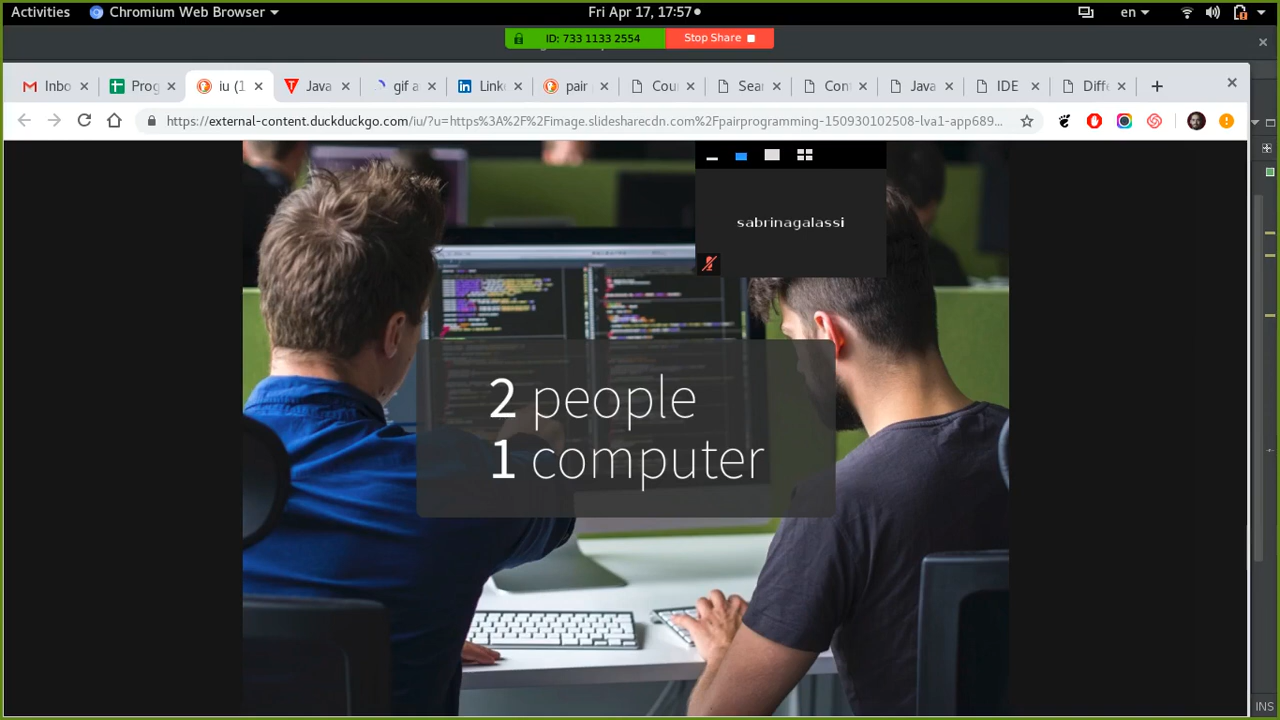 Activities
Chromium Web Browser
Fri Apr 17, 17:57
en
ID: 733 1133 2554
Stop Share
Inbo
Prog
iu (1
Java
gif a
Link
pair
Cou
Sear
Con
Java
IDE
Diffe
https://external-content.duckduckgo.com/iu/?u=https%3A%2F%2Fimage.slidesharecdn.com%2Fpairprogramming-150930102508-lva1-app689...
sabrinagalassi
2 people
1 computer
INS